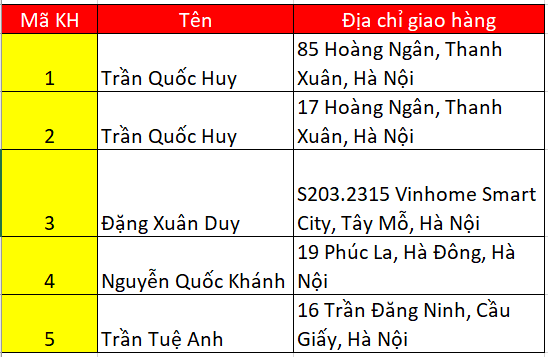 Mã KH Tên Địa chỉ giao hàng
1 Trần Quốc Huy 85 Hoàng Ngân, Thanh
Xuân, Hà Nội
2 Trần Quốc Huy 17 Hoàng Ngân, Thanh
Xuân, Hà Nội
3 Đặng Xuân Duy S203.2315 Vinhome Smart
City, Tây Mỗ, Hà Nội
4 Nguyễn Quốc Khánh 19 Phúc La, Hà Đông, Hà
Nội
5 Trần Tuệ Anh 16 Trần Đăng Ninh, Cầu
Giấy, Hà Nội